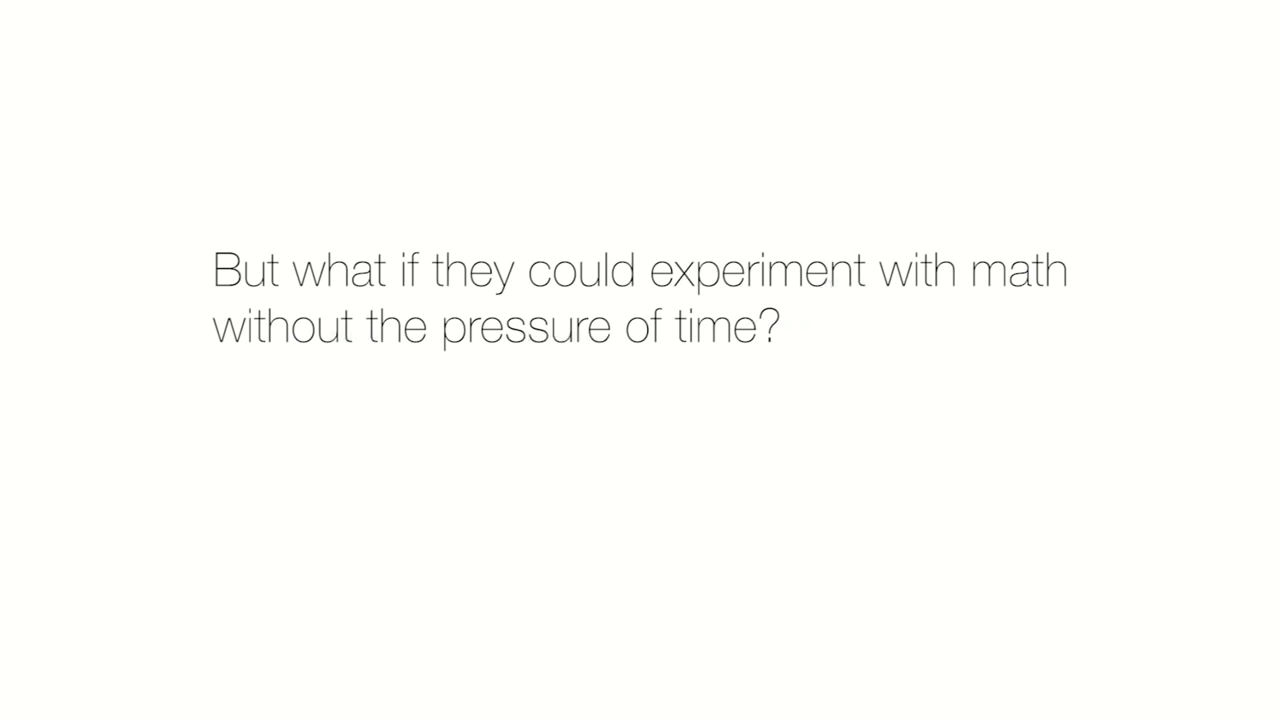 But what if they could experiment with math
without the pressure of time?